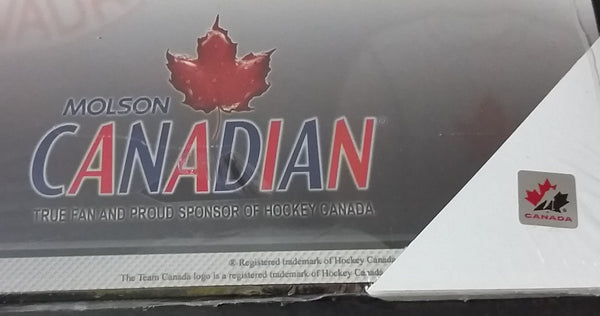 MOLSON
CANADIAN
TRUE FAN AND PROUD SPONSOR OF HOCKEY CANADA
® Registered trademark of Hockey Canada
The Team Canada logo is a registered trademark of Hockey Canada
CANADA